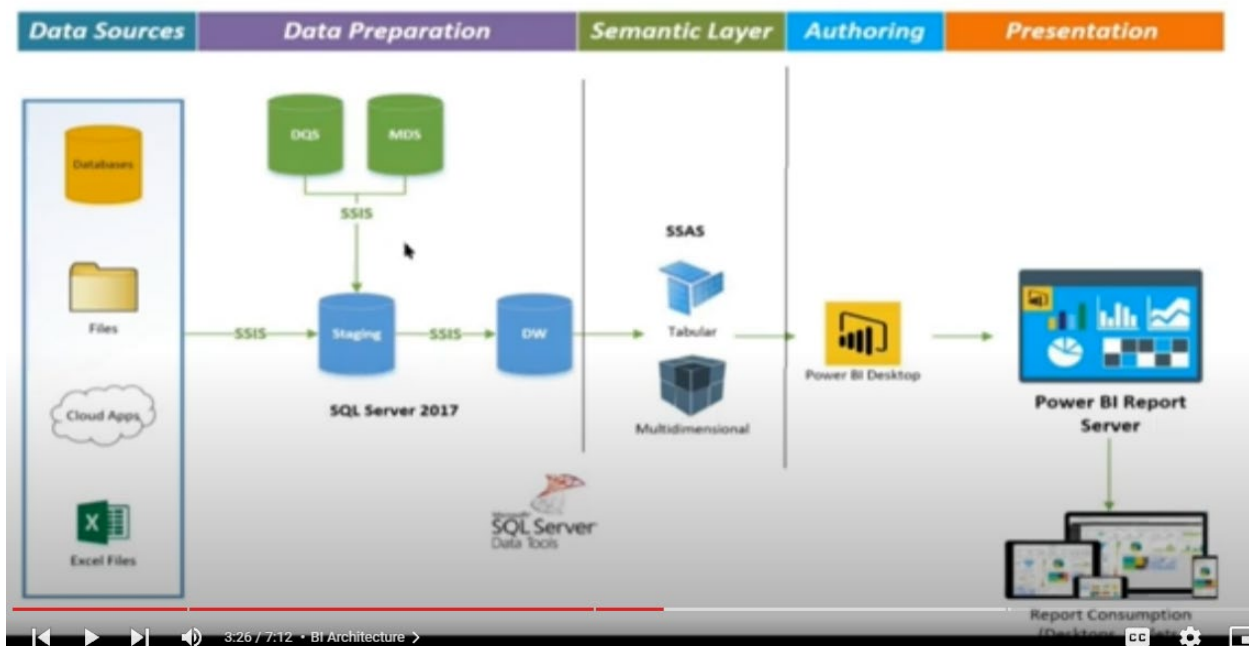 Data Sources
Data Preparation
Semantic Layer
Authoring
Presentation
Databases
Files
Cloud Apps
Excel Files
DQS
MDS
SSIS
SSIS
Staging
SSIS
DW
SQL Server 2017
Microsoft
SQL Server
Data Tools
SSAS
Tabular
Multidimensional
Power BI Desktop
Power BI Report
Server
Report Consumption
3:26 / 7:12 • BI Architecture
CC